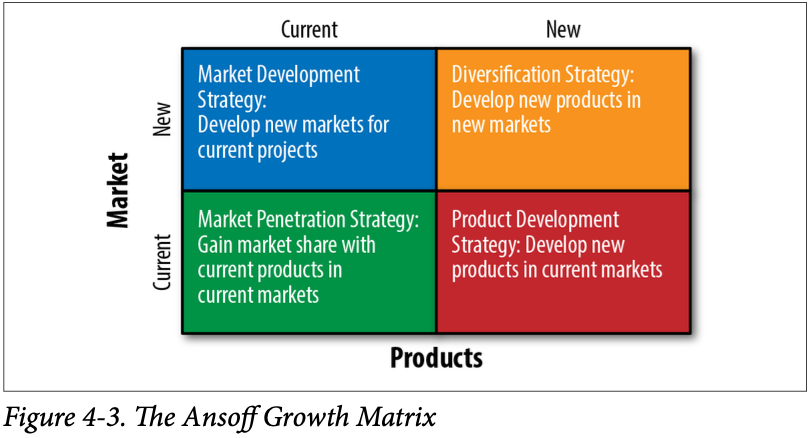 Current
New
New
Market Development
Strategy:
Develop new markets for
current projects
Diversification Strategy:
Develop new products in
new markets
Market
Current
Market Penetration Strategy:
Gain market share with
current products in
current markets
Product Development
Strategy: Develop new
products in current markets
Products
Figure 4-3. The Ansoff Growth Matrix